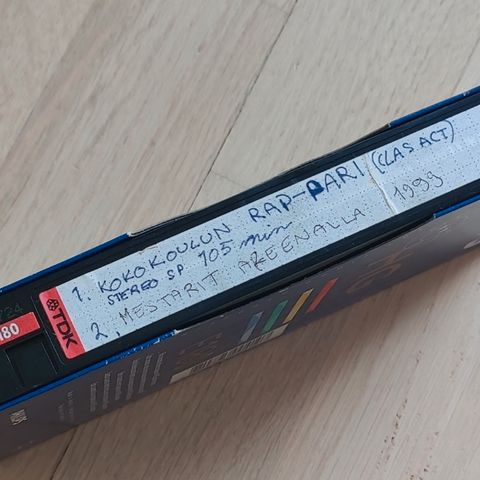 1. KOKOKOULUN RAP-PARI (CLAS ACT)
STEREO SP 105 min
2. MESTARIT AREENALLA 1999
TDK
180